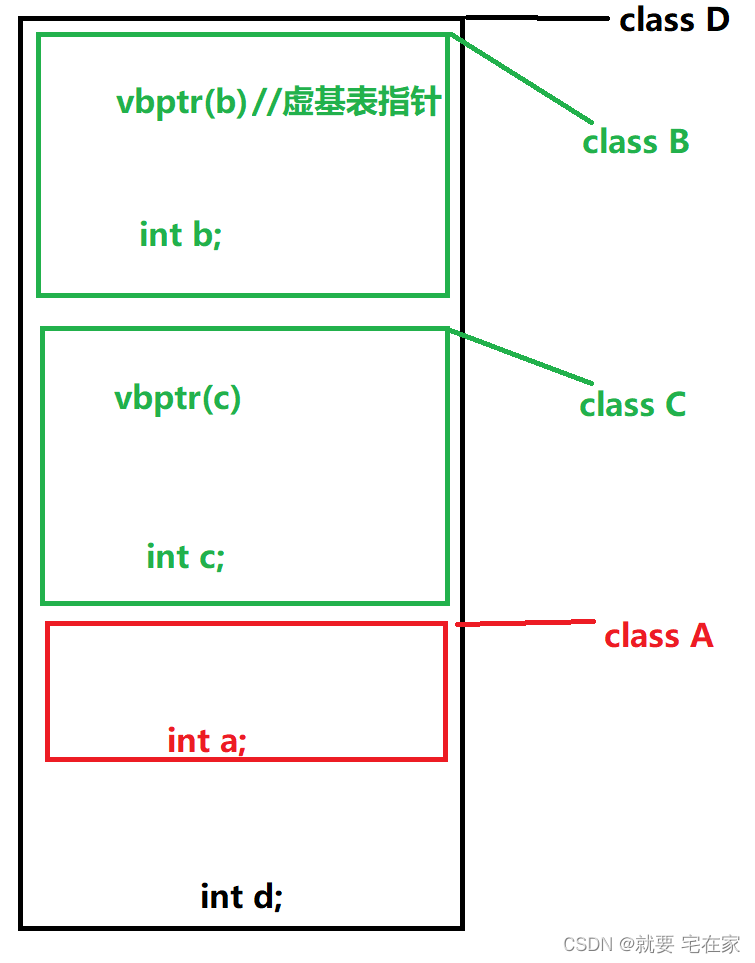 class D
vbptr(b)//虚基表指针
class B
int b;
vbptr(c)
class C
int c;
class A
int a;
int d;
CSDN @就要 宅在家